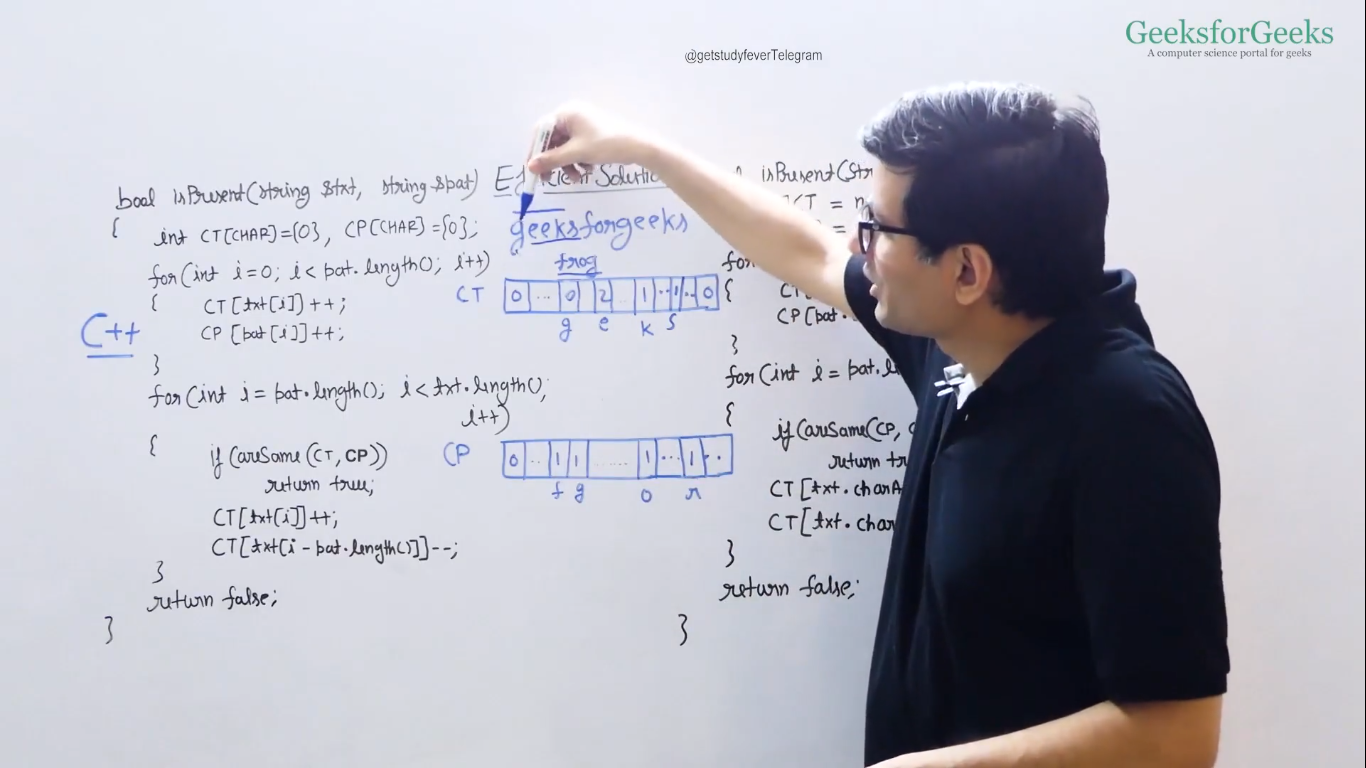 GeeksforGeeks
A computer science portal for geeks
@getstudyfeverTelegram
bool isPresent(string &txt, string &pat)
{
int CT[CHAR]={0}, CP[CHAR]={0};
for(int i=0; i<pat.length(); i++)
{ CT[txt[i]]++;
CP[pat[i]]++;
}
for(int i=pat.length(); i<txt.length();
i++)
{
if(areSame(CT, CP))
return true;
CT[txt[i]]++;
CT[txt[i-pat.length()]]--;
}
return false;
}
C++
geeksforgeeks
frog
CT 0 ... 0 2 .. 1 ..1.. 0
g e k s
CP 0 .. 1 1 ...... 1 ... 1 ..
f g o r
isPresent(Str
CT =
=
for
{
CP[pat.
}
for(int i = pat.l
{
if(areSame(CP,
return tr
CT[txt.charA
CT[txt.char
}
return false;
}